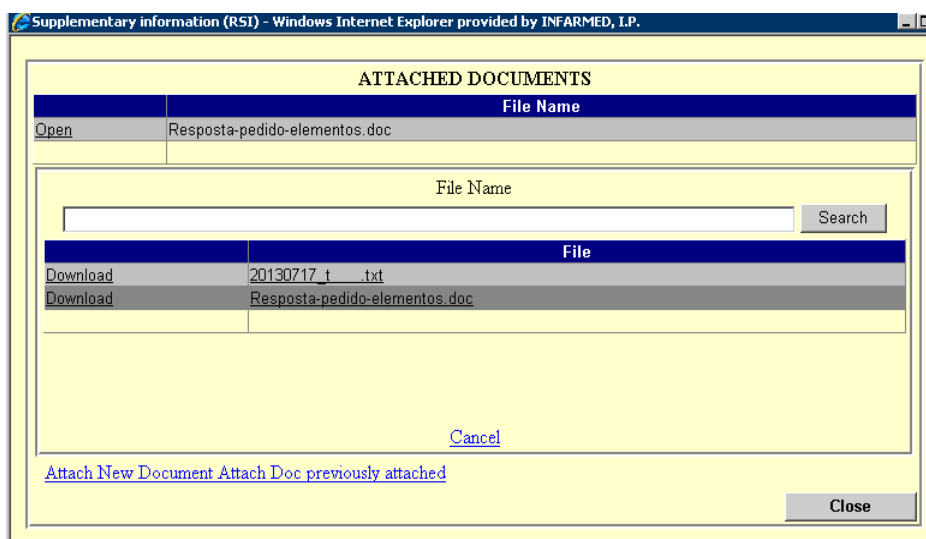 Supplementary information (RSI) - Windows Internet Explorer provided by INFARMED, I.P.
ATTACHED DOCUMENTS
File Name
Open Resposta-pedido-elementos.doc
File Name
Search
File
Download 20130717_t___.txt
Download Resposta-pedido-elementos.doc
Cancel
Attach New Document Attach Doc previously attached
Close